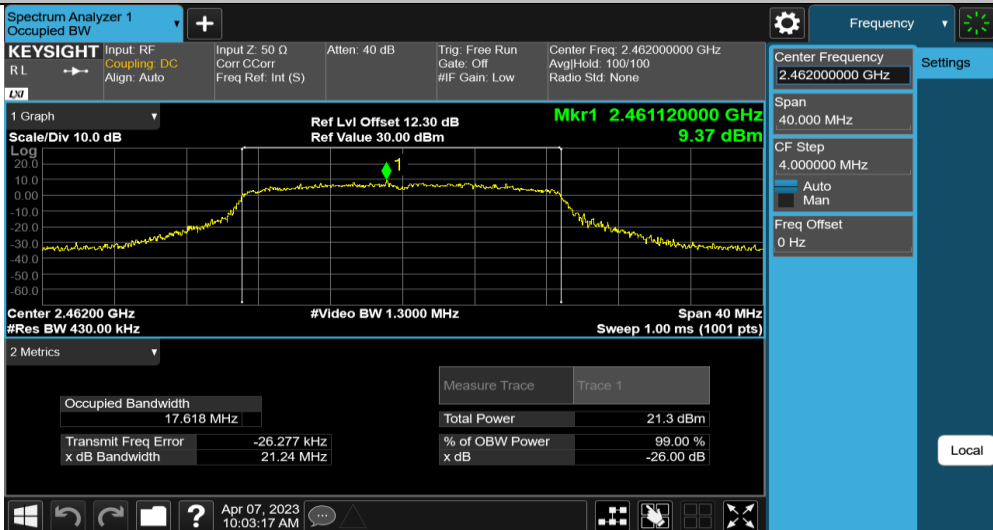 Spectrum Analyzer 1
Occupied BW
Frequency
KEYSIGHT
RL
LXI
Input: RF
Coupling: DC
Align: Auto
Input Z: 50 Ω
Corr CCorr
Freq Ref: Int (S)
Atten: 40 dB
Trig: Free Run
Gate: Off
#IF Gain: Low
Center Freq: 2.462000000 GHz
Avg|Hold: 100/100
Radio Std: None
Center Frequency
2.462000000 GHz
Settings
Span
40.000 MHz
CF Step
4.000000 MHz
Auto
Man
Freq Offset
0 Hz
1 Graph
Scale/Div 10.0 dB
Ref Lvl Offset 12.30 dB
Ref Value 30.00 dBm
Mkr1 2.461120000 GHz
9.37 dBm
Log
20.0
10.0
0.00
-10.0
-20.0
-30.0
-40.0
-50.0
-60.0
1
Center 2.46200 GHz
#Res BW 430.00 kHz
#Video BW 1.3000 MHz
Span 40 MHz
Sweep 1.00 ms (1001 pts)
2 Metrics
Measure Trace Trace 1
Occupied Bandwidth
17.618 MHz
Total Power 21.3 dBm
Transmit Freq Error -26.277 kHz
% of OBW Power 99.00 %
x dB Bandwidth 21.24 MHz
x dB -26.00 dB
Local
Apr 07, 2023
10:03:17 AM